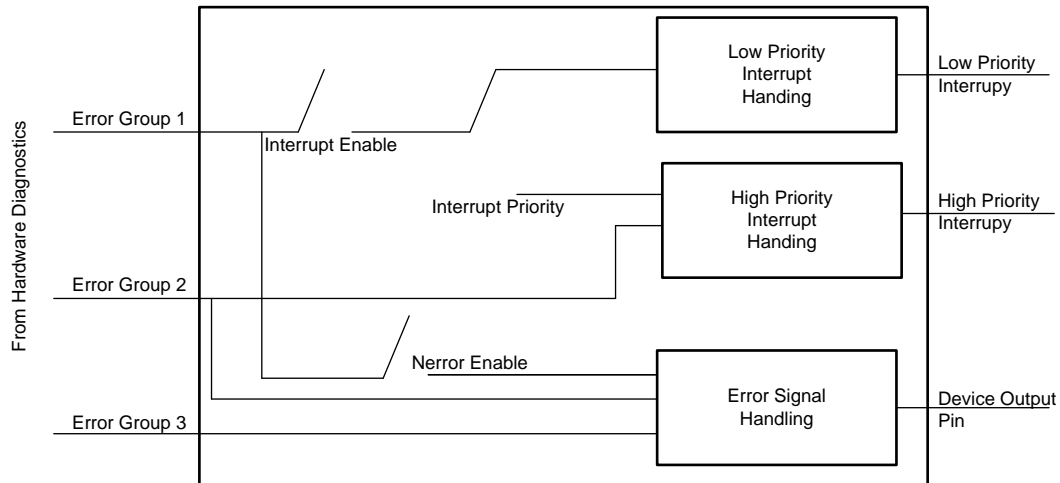 From Hardware Diagnostics
Error Group 1
Interrupt Enable
Low Priority
Interrupt
Handing
Low Priority
Interrupy
Interrupt Priority
High Priority
Interrupt
Handing
High Priority
Interrupy
Error Group 2
Nerror Enable
Error Signal
Handling
Device Output
Pin
Error Group 3